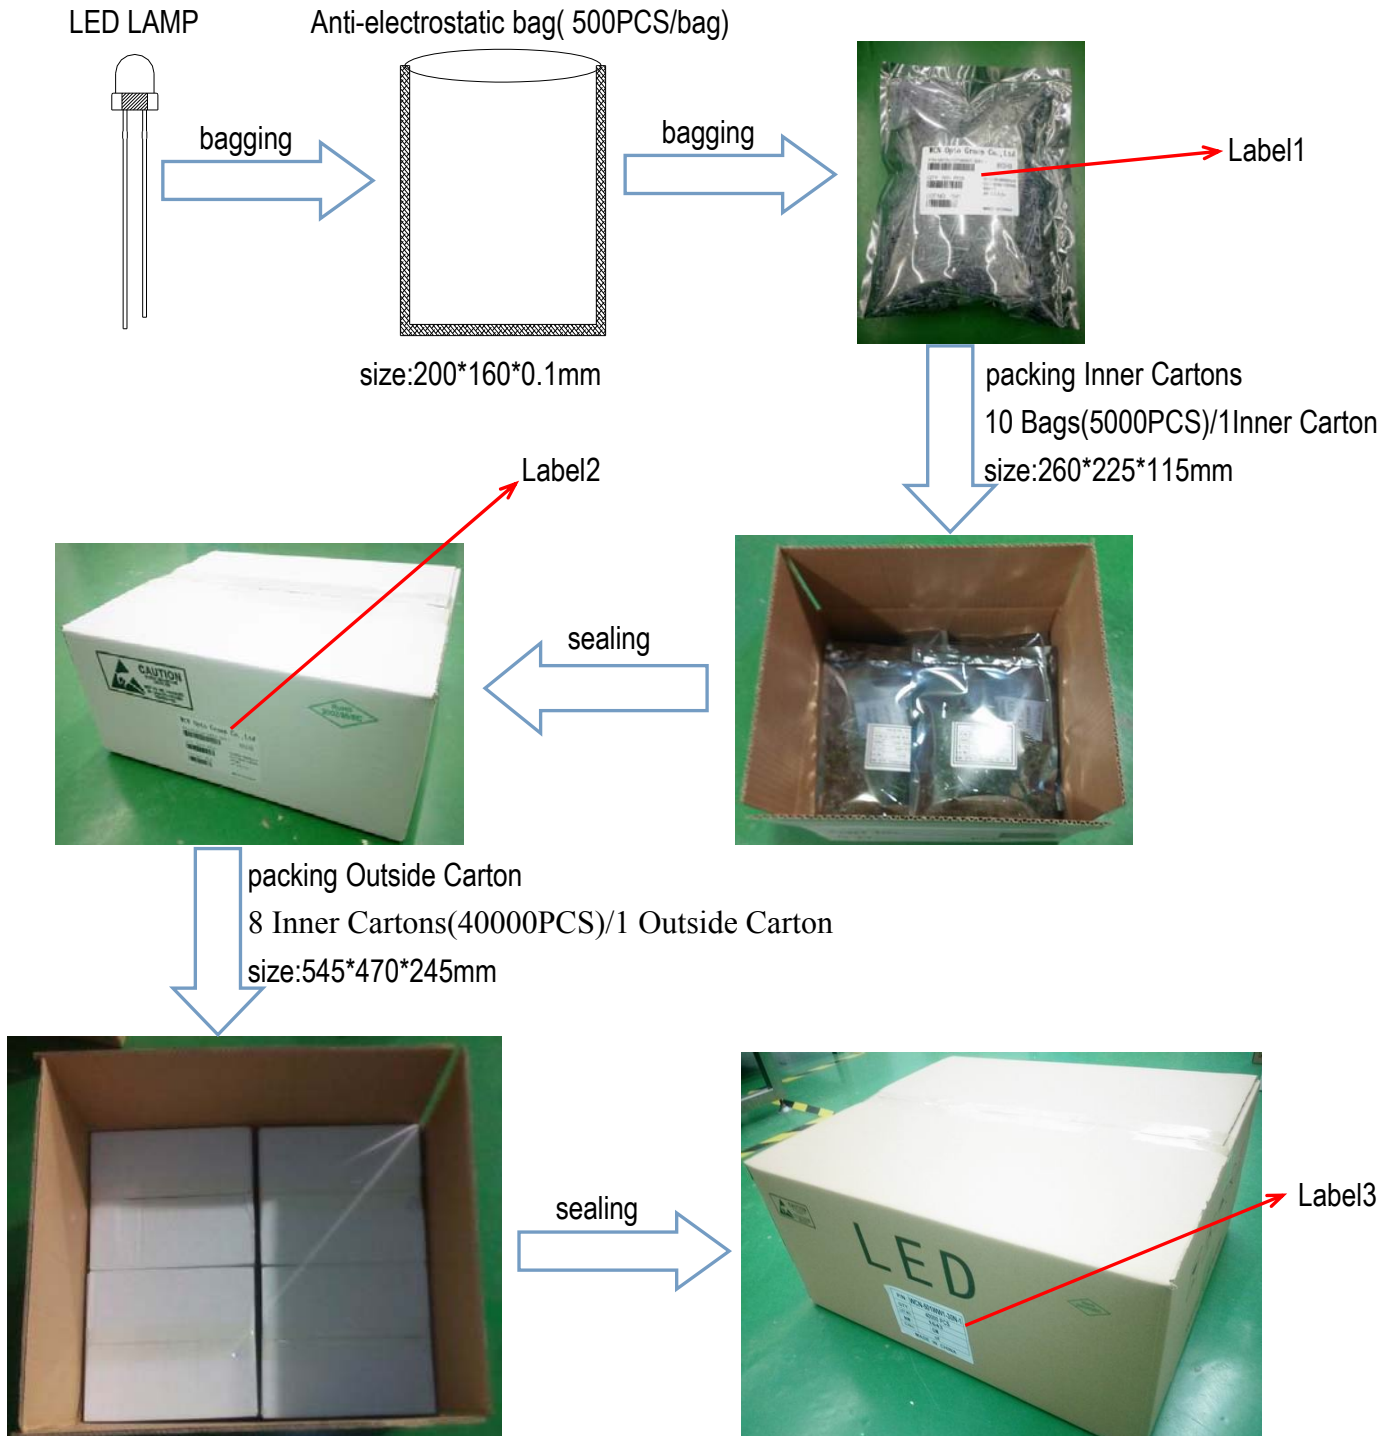 LED LAMP
Anti-electrostatic bag( 500PCS/bag)
bagging
bagging
Label1
size:200*160*0.1mm
packing Inner Cartons
10 Bags(5000PCS)/1Inner Carton
size:260*225*115mm
Label2
sealing
CAUTION
packing Outside Carton
8 Inner Cartons(40000PCS)/1 Outside Carton
size:545*470*245mm
sealing
Label3
LED